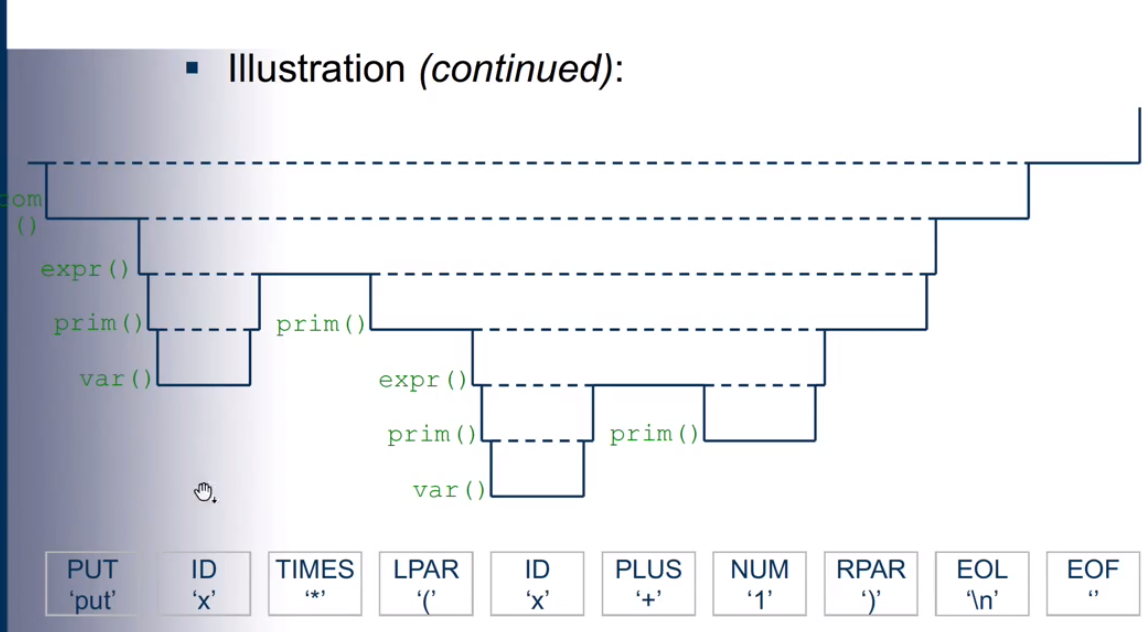 Illustration (continued):
com
()
expr()
prim() prim()
var() expr()
prim() prim()
var()
PUT ID TIMES LPAR ID PLUS NUM RPAR EOL EOF
‘put’ ‘x’ ‘*’ ‘(’ ‘x’ ‘+’ ‘1’ ‘)’ ‘\n’ ‘’